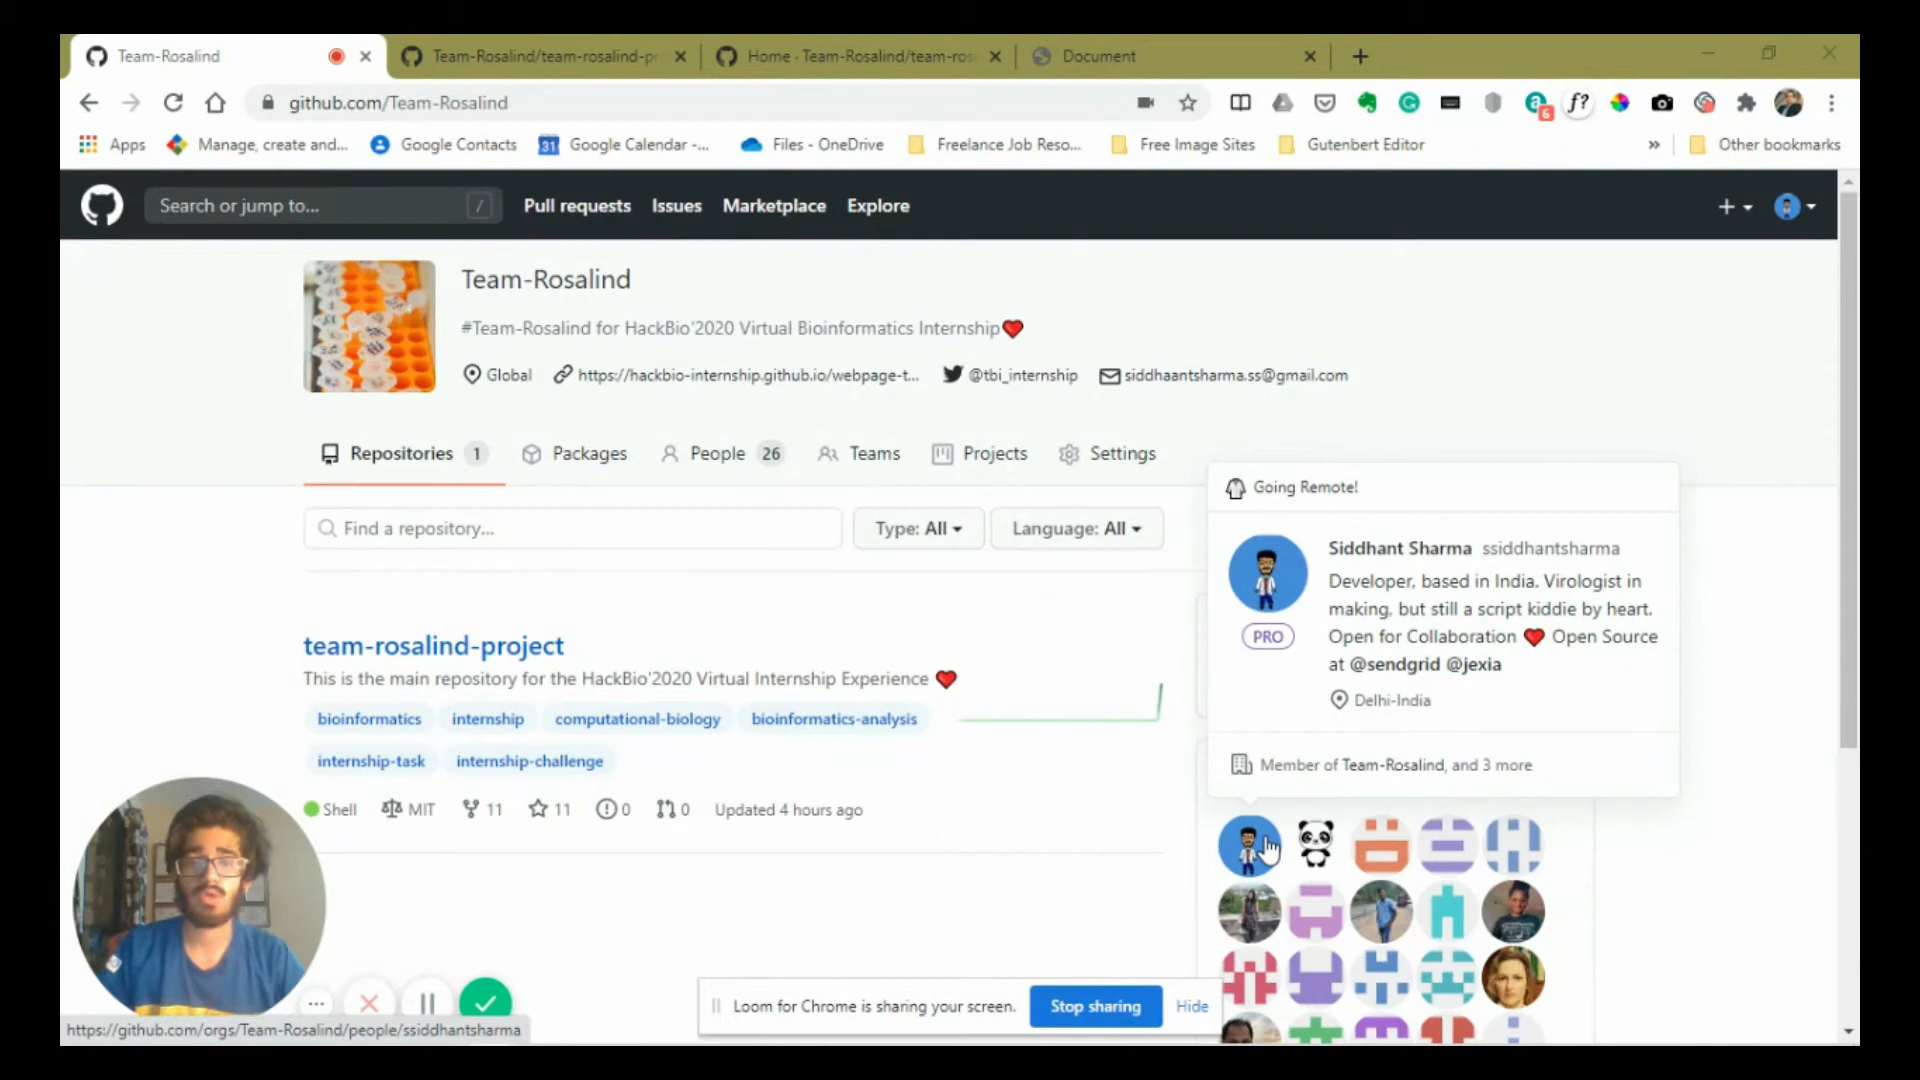 Team-Rosalind
Team-Rosalind/team-rosalind-pr
Home · Team-Rosalind/team-ros
Document
github.com/Team-Rosalind
6
f?
Apps
Manage, create and...
Google Contacts
31
Google Calendar -...
Files - OneDrive
Freelance Job Reso...
Free Image Sites
Gutenbert Editor
»
Other bookmarks
Search or jump to...
/
Pull requests
Issues
Marketplace
Explore
Team-Rosalind
#Team-Rosalind for HackBio'2020 Virtual Bioinformatics Internship❤️
Global
https://hackbio-internship.github.io/webpage-t...
@tbi_internship
siddhaantsharma.ss@gmail.com
Repositories 1
Packages
People 26
Teams
Projects
Settings
Find a repository...
Type: All
Language: All
Going Remote!
Siddhant Sharma ssiddhantsharma
Developer, based in India. Virologist in
making, but still a script kiddie by heart.
Open for Collaboration ❤️ Open Source
at @sendgrid @jexia
PRO
Delhi-India
Member of Team-Rosalind, and 3 more
team-rosalind-project
This is the main repository for the HackBio'2020 Virtual Internship Experience ❤️
bioinformatics
internship
computational-biology
bioinformatics-analysis
internship-task
internship-challenge
Shell
MIT
11
11
0
0
Updated 4 hours ago
Loom for Chrome is sharing your screen.
Stop sharing
Hide
https://github.com/orgs/Team-Rosalind/people/ssiddhantsharma